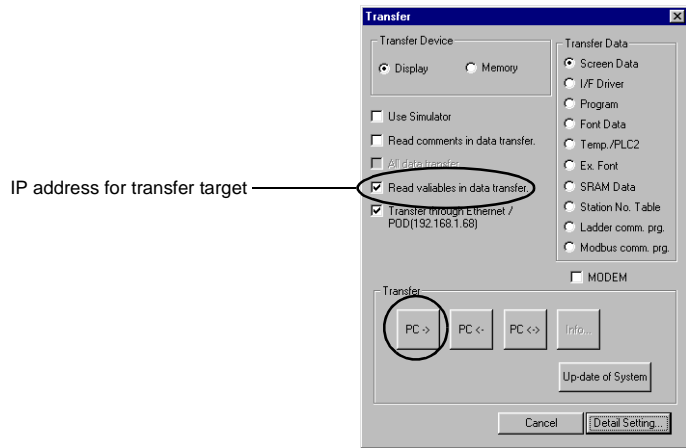 Transfer
Transfer Device
Display
Memory
Transfer Data
Screen Data
I/F Driver
Program
Font Data
Temp./PLC2
Ex. Font
SRAM Data
Station No. Table
Ladder comm. prg.
Modbus comm. prg.
Use Simulator
Read comments in data transfer.
All data transfer
IP address for transfer target
Read valiables in data transfer.
Transfer through Ethernet /
POD(192.168.1.68)
MODEM
Transfer
PC ->
PC <-
PC <->
Info...
Up-date of System
Cancel
Detail Setting...